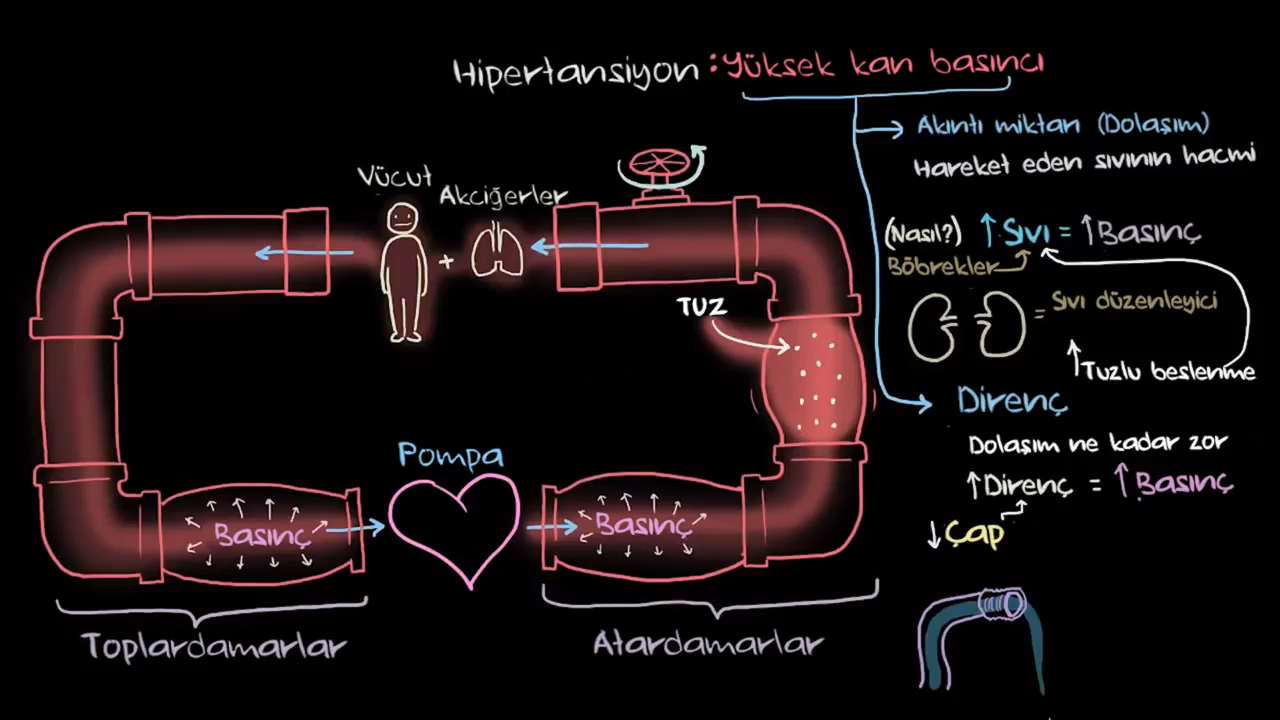 Hipertansiyon : Yüksek kan basıncı
Akıntı miktarı (Dolaşım)
Hareket eden sıvının hacmi
Vücut
Akciğerler
(Nasıl?) ↑ Sıvı = ↑ Basınç
Böbrekler
= Sıvı düzenleyici
TUZ
↑ Tuzlu beslenme
Direnç
Dolaşım ne kadar zor
↑ Direnç = ↑ Basınç
↓ Çap
+
Pompa
Basınç
Basınç
Toplardamarlar
Atardamarlar